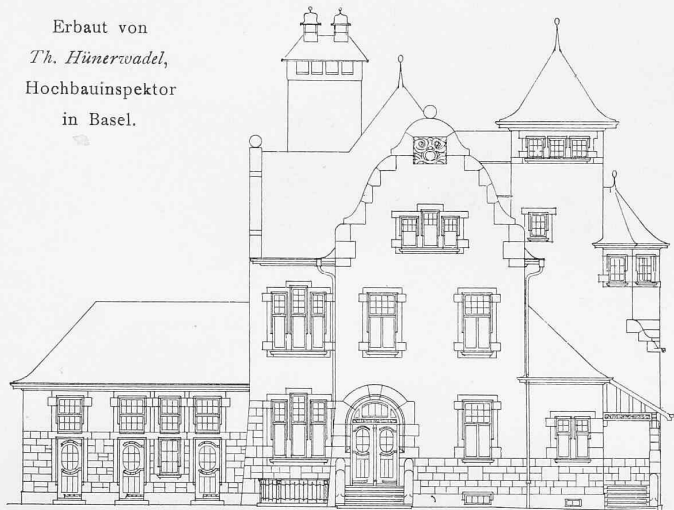 Erbaut von
Th. Hünerwadel,
Hochbauinspektor
in Basel.